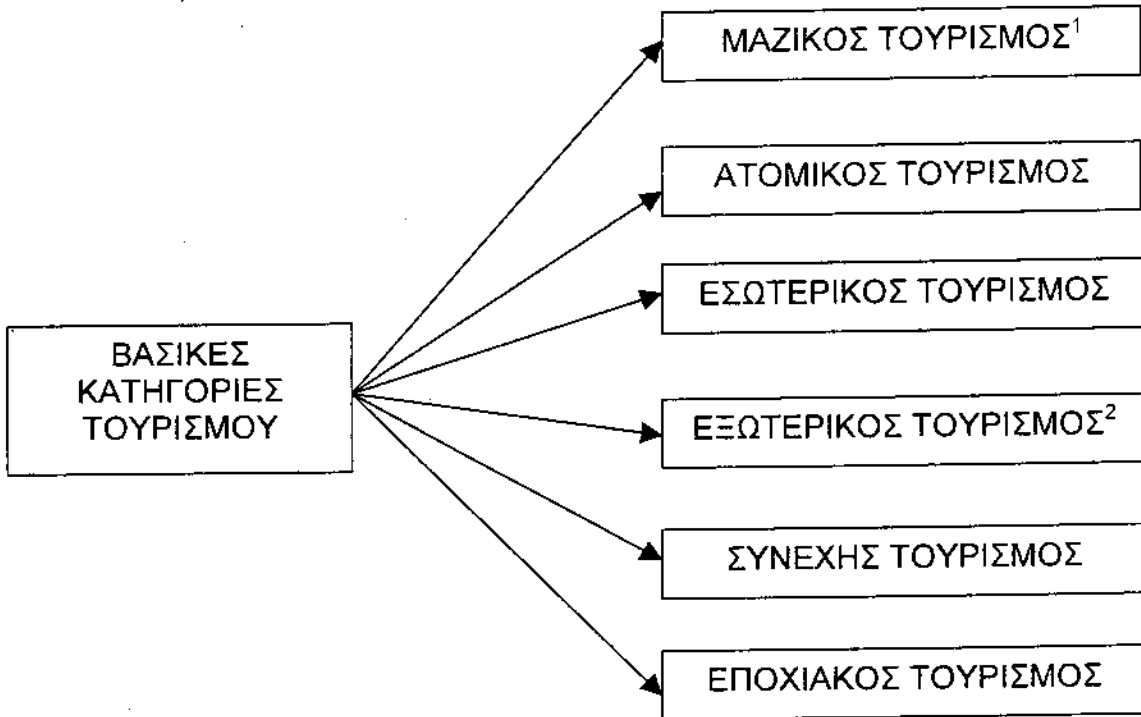 ΜΑΖΙΚΟΣ ΤΟΥΡΙΣΜΟΣ¹
ΑΤΟΜΙΚΟΣ ΤΟΥΡΙΣΜΟΣ
ΕΣΩΤΕΡΙΚΟΣ ΤΟΥΡΙΣΜΟΣ
ΒΑΣΙΚΕΣ
ΚΑΤΗΓΟΡΙΕΣ
ΤΟΥΡΙΣΜΟΥ
ΕΞΩΤΕΡΙΚΟΣ ΤΟΥΡΙΣΜΟΣ²
ΣΥΝΕΧΗΣ ΤΟΥΡΙΣΜΟΣ
ΕΠΟΧΙΑΚΟΣ ΤΟΥΡΙΣΜΟΣ